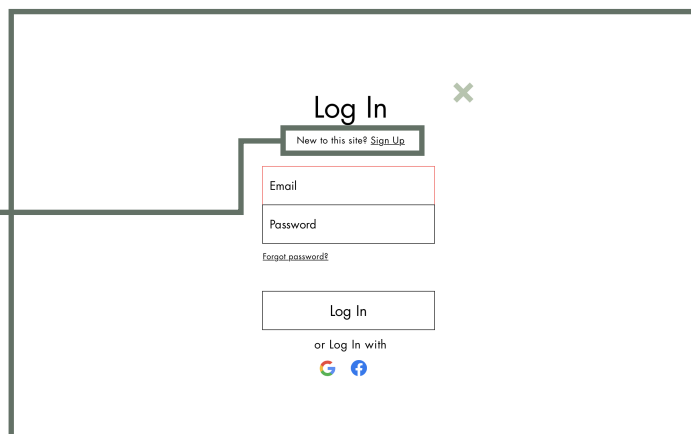 Log In
New to this site? Sign Up
Email
Password
Forgot password?
Log In
or Log In with